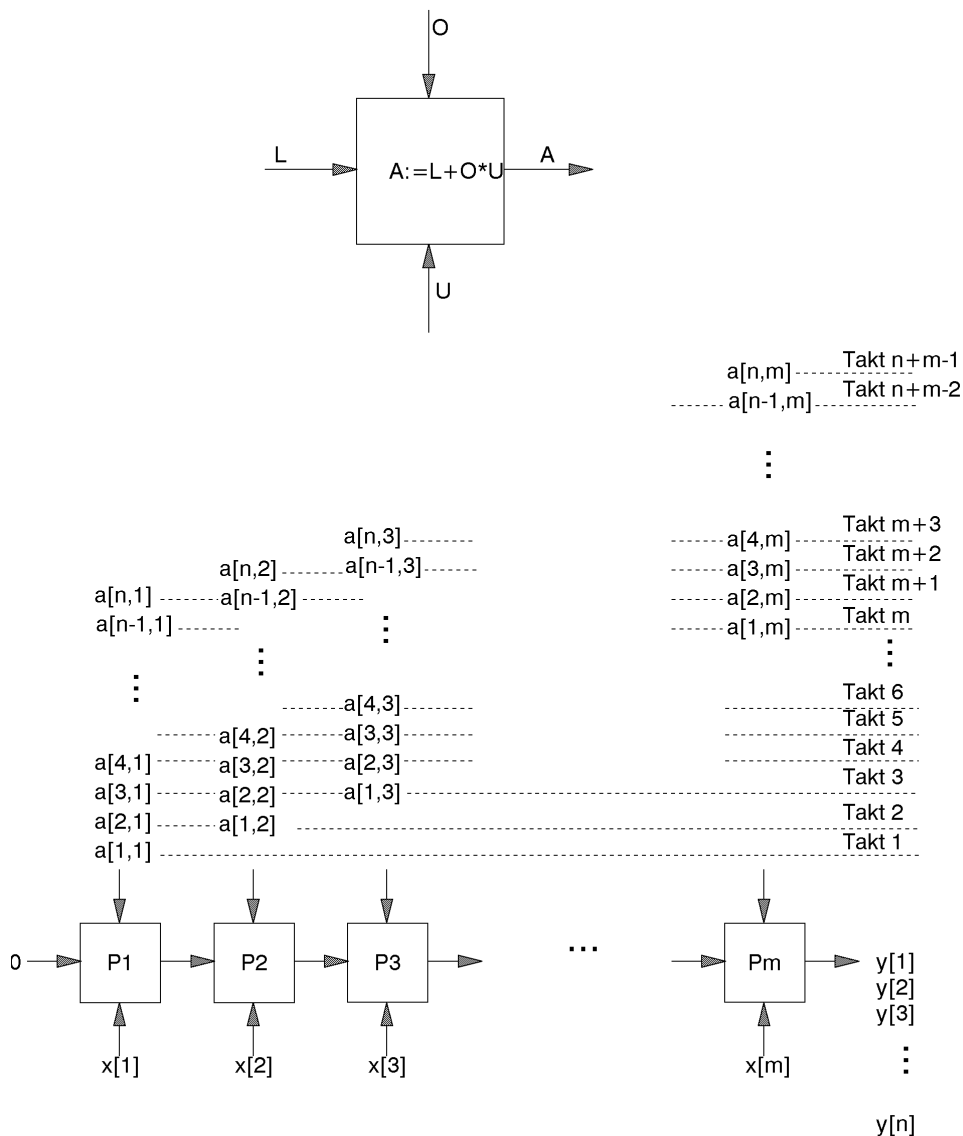 O
L
A:=L+O*U
A
U
a[n,m] Takt n+m-1
a[n-1,m] Takt n+m-2
⋮
a[n,3] a[4,m] Takt m+3
a[n,2] a[n-1,3] a[3,m] Takt m+2
a[n,1] a[n-1,2] a[2,m] Takt m+1
a[n-1,1] ⋮ a[1,m] Takt m
⋮ ⋮ ⋮
a[4,3] Takt 6
a[4,2] a[3,3] Takt 5
a[4,1] a[3,2] a[2,3] Takt 4
a[3,1] a[2,2] a[1,3] Takt 3
a[2,1] a[1,2] Takt 2
a[1,1] Takt 1
0 P1 P2 P3 ... Pm y[1]
y[2]
y[3]
x[1] x[2] x[3] x[m] ⋮
y[n]